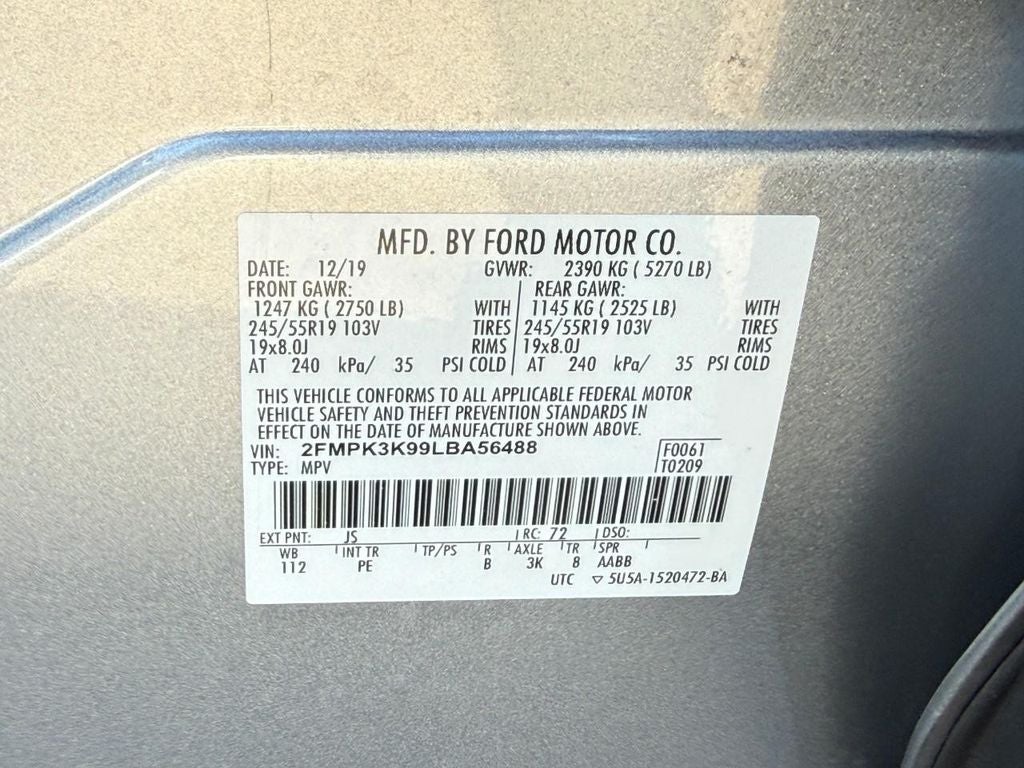 MFD. BY FORD MOTOR CO.
DATE: 12/19 GVWR: 2390 KG ( 5270 LB)
FRONT GAWR: REAR GAWR:
1247 KG ( 2750 LB) WITH 1145 KG ( 2525 LB) WITH
245/55R19 103V TIRES 245/55R19 103V TIRES
19x8.0J RIMS 19x8.0J RIMS
AT 240 kPa/ 35 PSI COLD AT 240 kPa/ 35 PSI COLD
THIS VEHICLE CONFORMS TO ALL APPLICABLE FEDERAL MOTOR
VEHICLE SAFETY AND THEFT PREVENTION STANDARDS IN
EFFECT ON THE DATE OF MANUFACTURE SHOWN ABOVE.
VIN: 2FMPK3K99LBA56488 F0061
TYPE: MPV T0209
EXT PNT: JS RC: 72 DSO:
WB INT TR TP/PS R AXLE TR SPR
112 PE B 3K 8 AABB
UTC ▽ 5U5A-1520472-BA